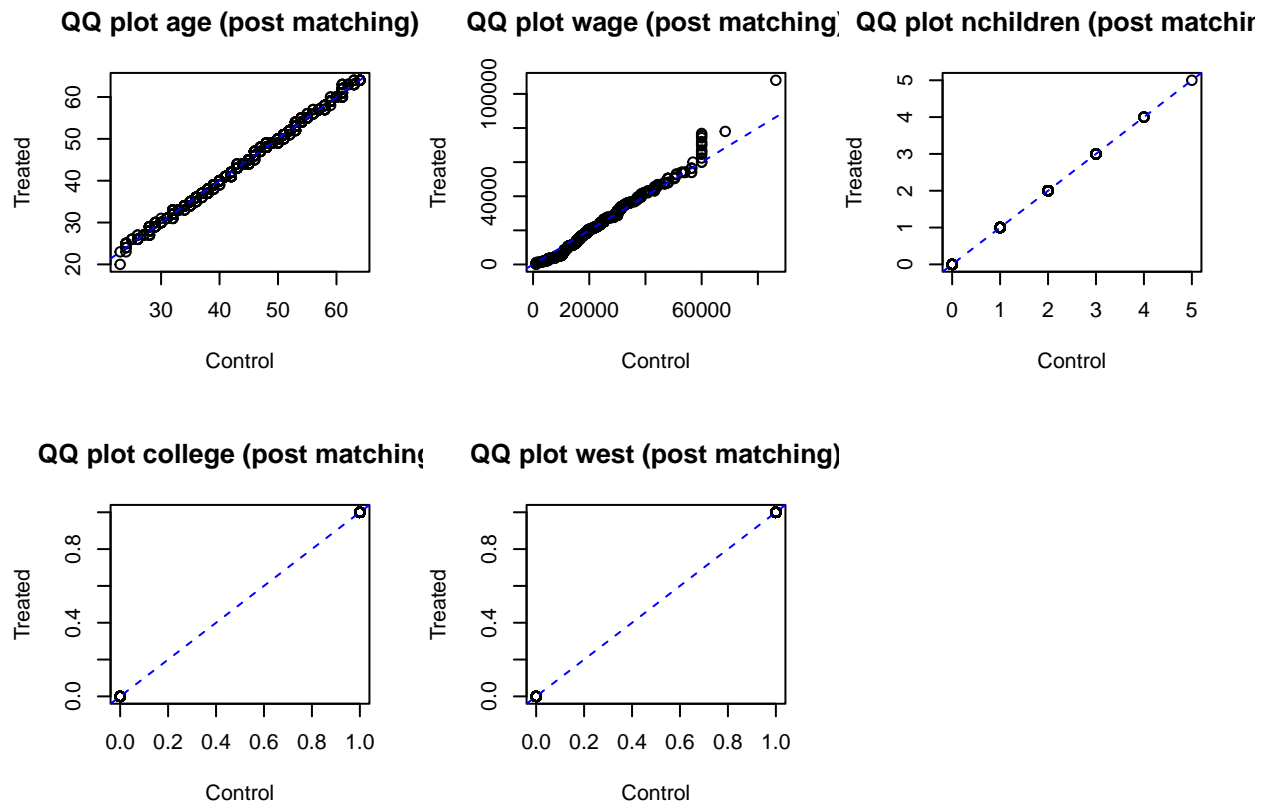 QQ plot age (post matching)
60
50
40
30
20
Treated
30 40 50 60
Control
QQ plot wage (post matching)
100000
40000
0
Treated
0 20000 60000
Control
QQ plot nchildren (post matchin
5
4
3
2
1
0
Treated
0 1 2 3 4 5
Control
QQ plot college (post matching
0.8
0.4
0.0
Treated
0.0 0.2 0.4 0.6 0.8 1.0
Control
QQ plot west (post matching)
0.8
0.4
0.0
Treated
0.0 0.2 0.4 0.6 0.8 1.0
Control